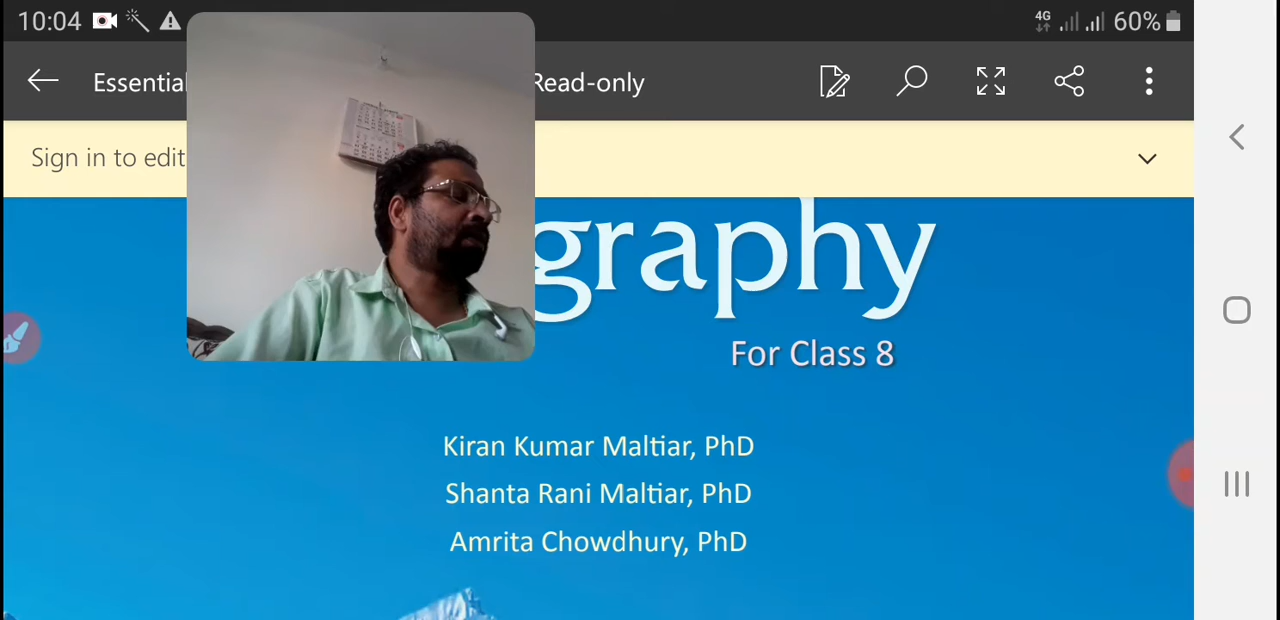 10:04
4G
60%
Essential
Read-only
Sign in to edit
graphy
For Class 8
Kiran Kumar Maltiar, PhD
Shanta Rani Maltiar, PhD
Amrita Chowdhury, PhD